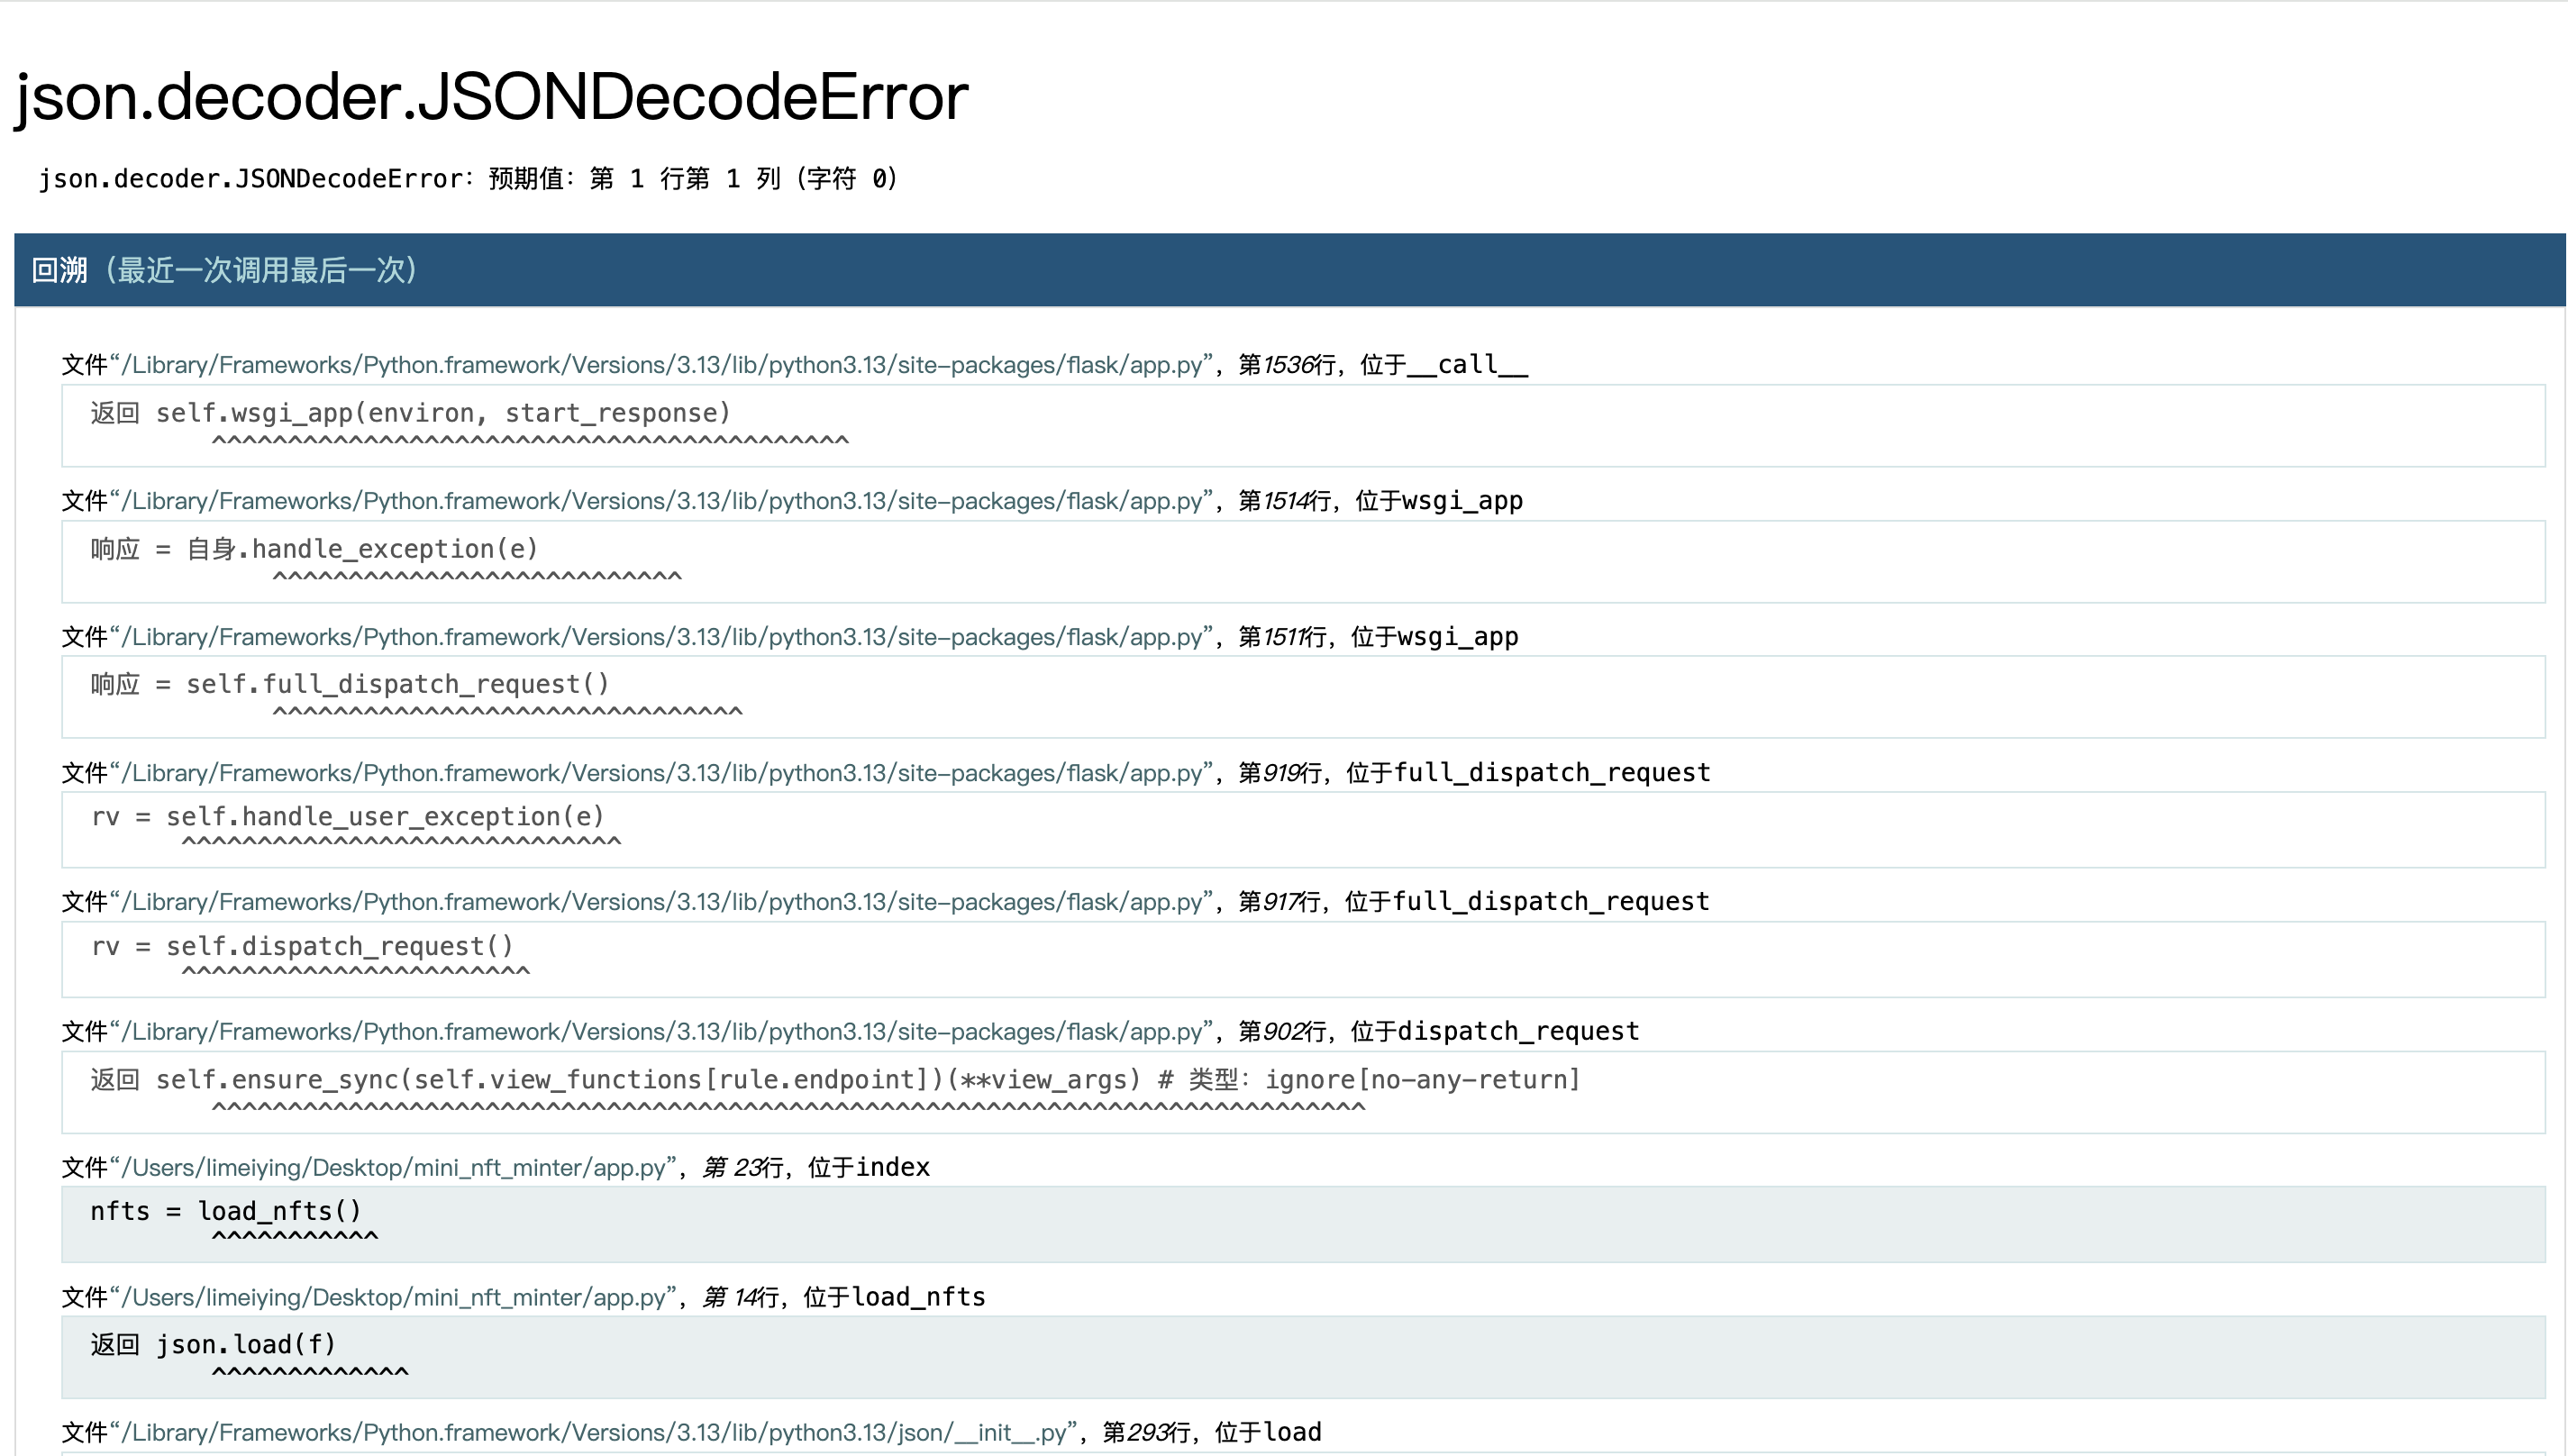 json.decoder.JSONDecodeError
json.decoder.JSONDecodeError：预期值：第 1 行第 1 列（字符 0）
回溯（最近一次调用最后一次）
文件“/Library/Frameworks/Python.framework/Versions/3.13/lib/python3.13/site-packages/flask/app.py”，第1536行，位于__call__
返回 self.wsgi_app(environ, start_response)
^^^^^^^^^^^^^^^^^^^^^^^^^^^^^^^^^^^^^^^^^^
文件“/Library/Frameworks/Python.framework/Versions/3.13/lib/python3.13/site-packages/flask/app.py”，第1514行，位于wsgi_app
响应 = 自身.handle_exception(e)
^^^^^^^^^^^^^^^^^^^^^^^^^^^
文件“/Library/Frameworks/Python.framework/Versions/3.13/lib/python3.13/site-packages/flask/app.py”，第1511行，位于wsgi_app
响应 = self.full_dispatch_request()
^^^^^^^^^^^^^^^^^^^^^^^^^^^^^^^
文件“/Library/Frameworks/Python.framework/Versions/3.13/lib/python3.13/site-packages/flask/app.py”，第919行，位于full_dispatch_request
rv = self.handle_user_exception(e)
^^^^^^^^^^^^^^^^^^^^^^^^^^^^^
文件“/Library/Frameworks/Python.framework/Versions/3.13/lib/python3.13/site-packages/flask/app.py”，第917行，位于full_dispatch_request
rv = self.dispatch_request()
^^^^^^^^^^^^^^^^^^^^^^^
文件“/Library/Frameworks/Python.framework/Versions/3.13/lib/python3.13/site-packages/flask/app.py”，第902行，位于dispatch_request
返回 self.ensure_sync(self.view_functions[rule.endpoint])(**view_args) # 类型：ignore[no-any-return]
^^^^^^^^^^^^^^^^^^^^^^^^^^^^^^^^^^^^^^^^^^^^^^^^^^^^^^^^^^^^^^^^^^^^^^^^^^^^
文件“/Users/limeiying/Desktop/mini_nft_minter/app.py”，第 23行，位于index
nfts = load_nfts()
^^^^^^^^^^^
文件“/Users/limeiying/Desktop/mini_nft_minter/app.py”，第 14行，位于load_nfts
返回 json.load(f)
^^^^^^^^^^^^^
文件“/Library/Frameworks/Python.framework/Versions/3.13/lib/python3.13/json/__init__.py”，第293行，位于load